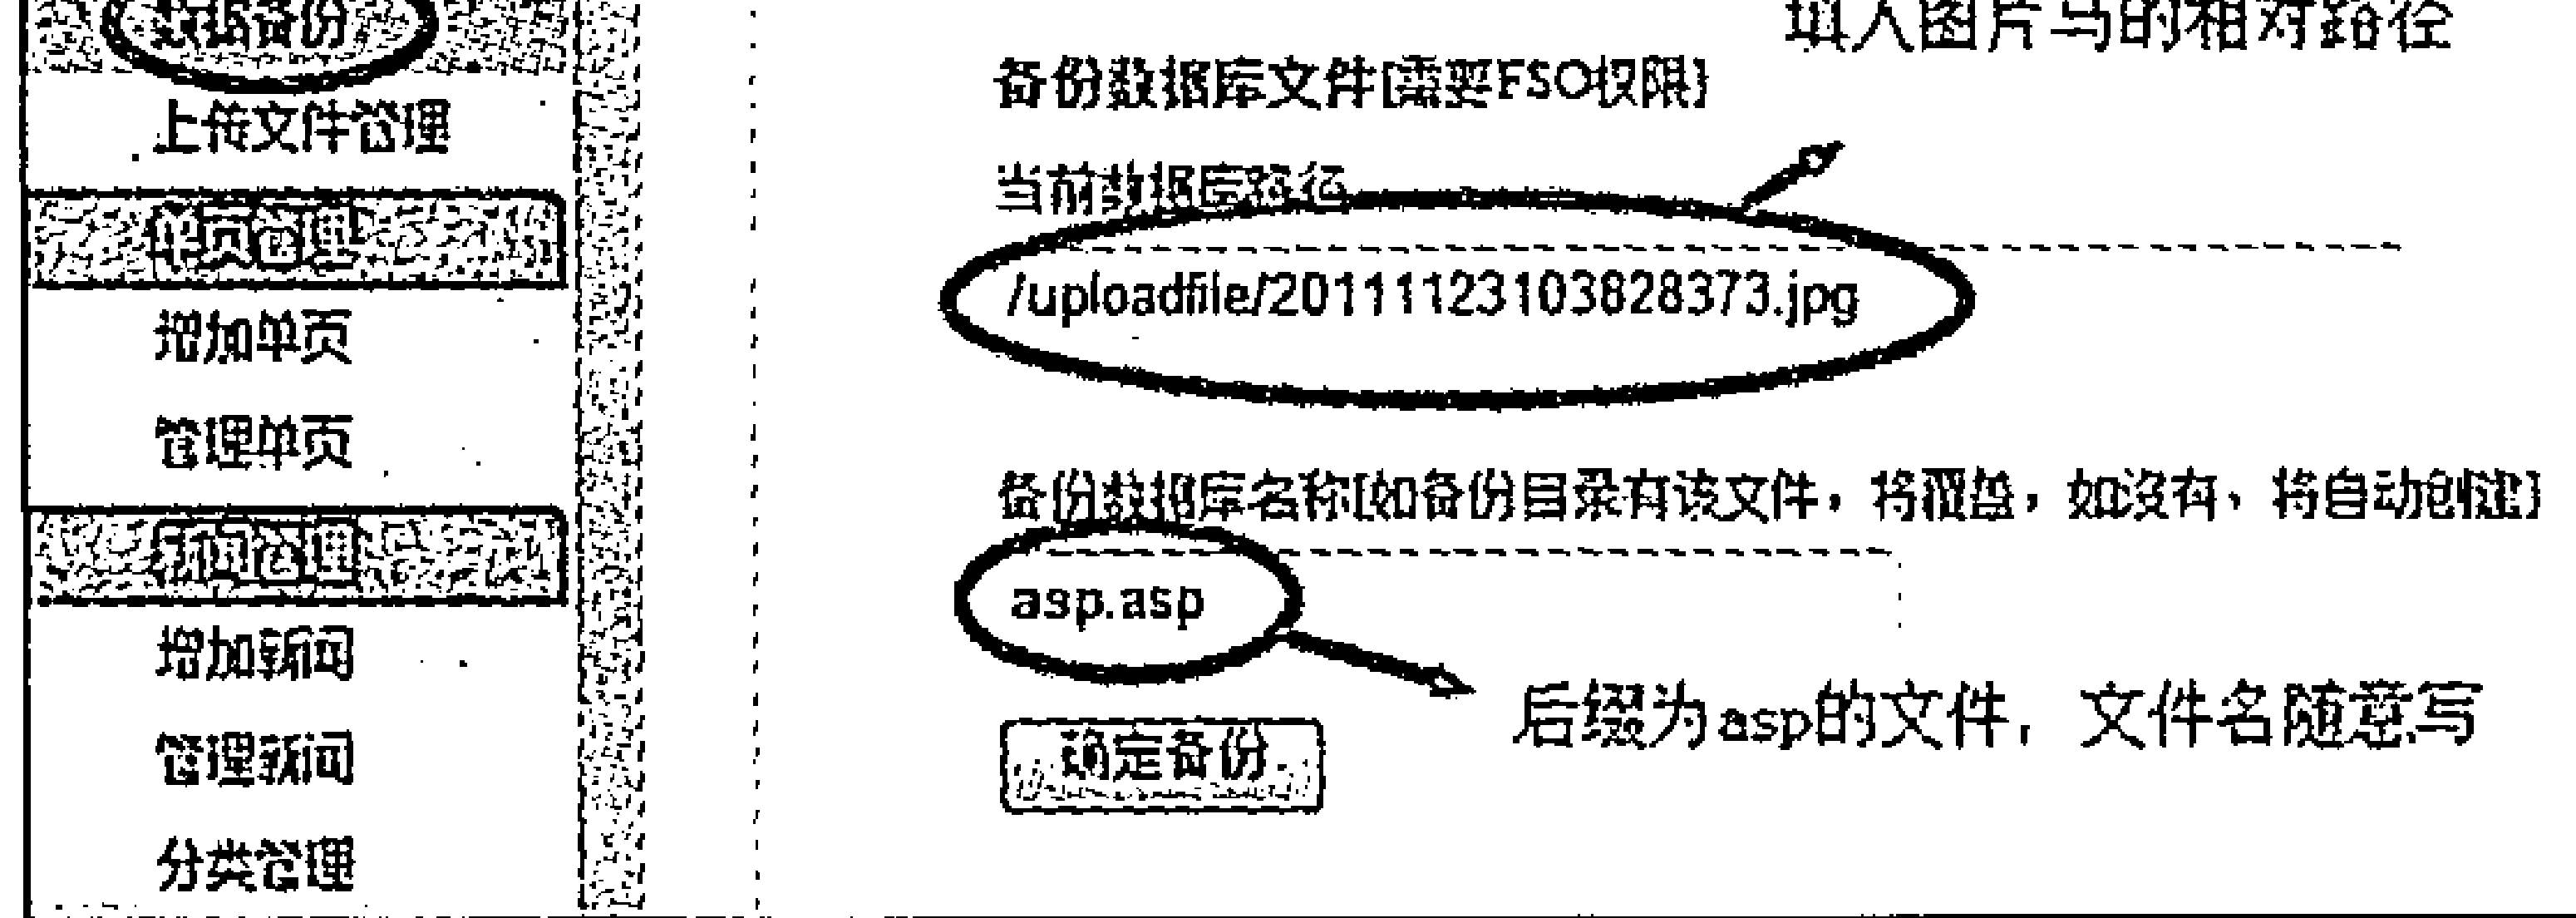 数据备份
上传文件管理
单页管理
增加单页
管理单页
新闻管理
增加新闻
管理新闻
分类管理
填入图片马的相对路径
备份数据库文件[需要FSO权限]
当前数据库路径
/uploadfile/20111123103828373.jpg
备份数据库名称[如备份目录有该文件，将覆盖，如没有，将自动创建]
asp.asp
后缀为asp的文件，文件名随意写
确定备份